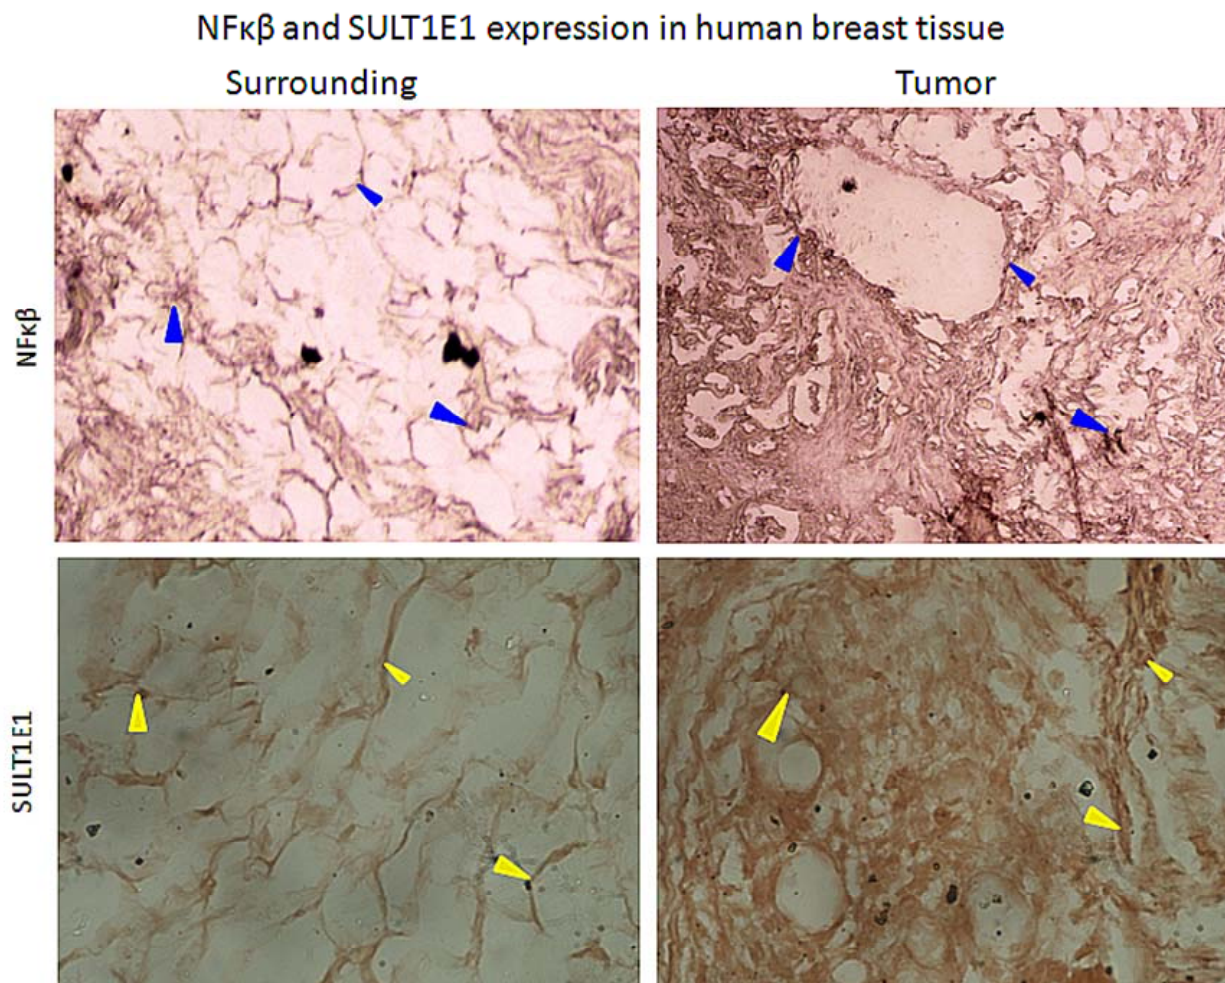 NFκβ and SULT1E1 expression in human breast tissue
Surrounding
Tumor
NFκβ
SULT1E1